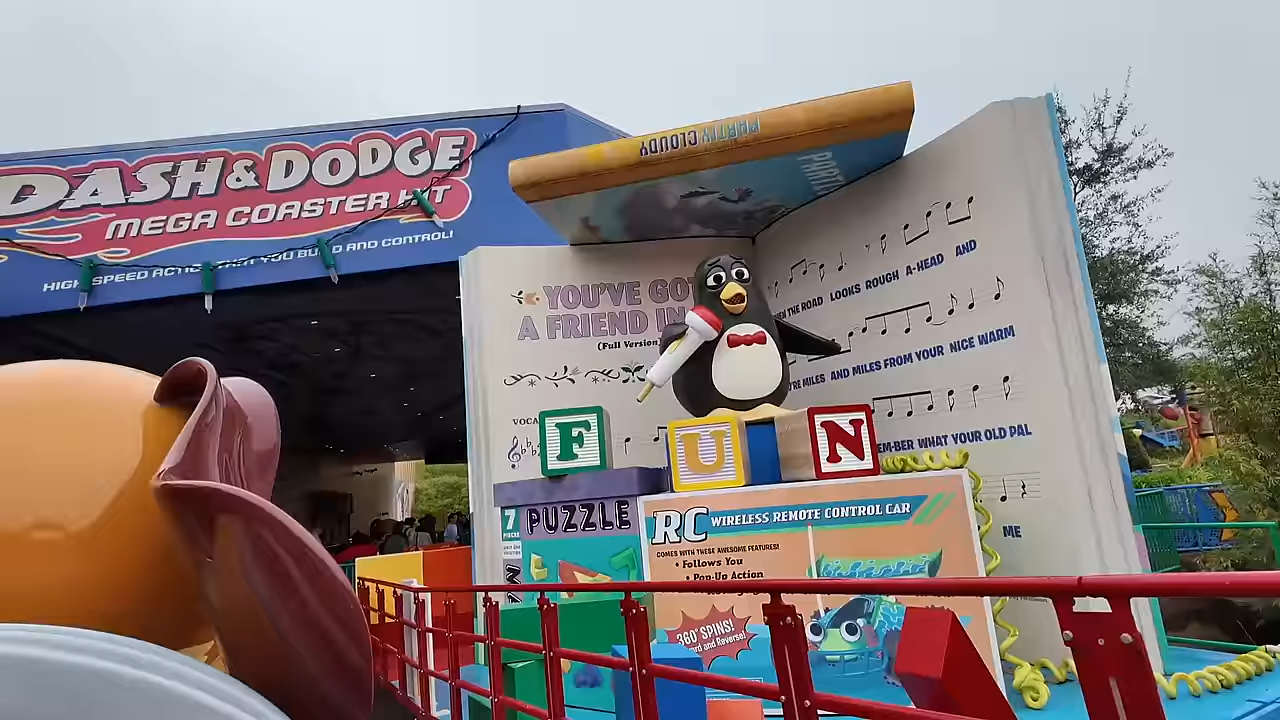 DASH & DODGE
MEGA COASTER KIT
HIGH SPEED ACTION THAT YOU BUILD AND CONTROL!
PARTLY CLOUDY
YOU'VE GOT
A FRIEND IN
(Full Version)
WHEN THE ROAD LOOKS ROUGH A-HEAD AND
YOU'RE MILES AND MILES FROM YOUR NICE WARM
EM-BER WHAT YOUR OLD PAL
ME
F
U
N
7
PIECES
PUZZLE
RC WIRELESS REMOTE CONTROL CAR
COMES WITH THESE AWESOME FEATURES!
• Follows You
• Pop-Up Action
360° SPINS!
and Reverse!